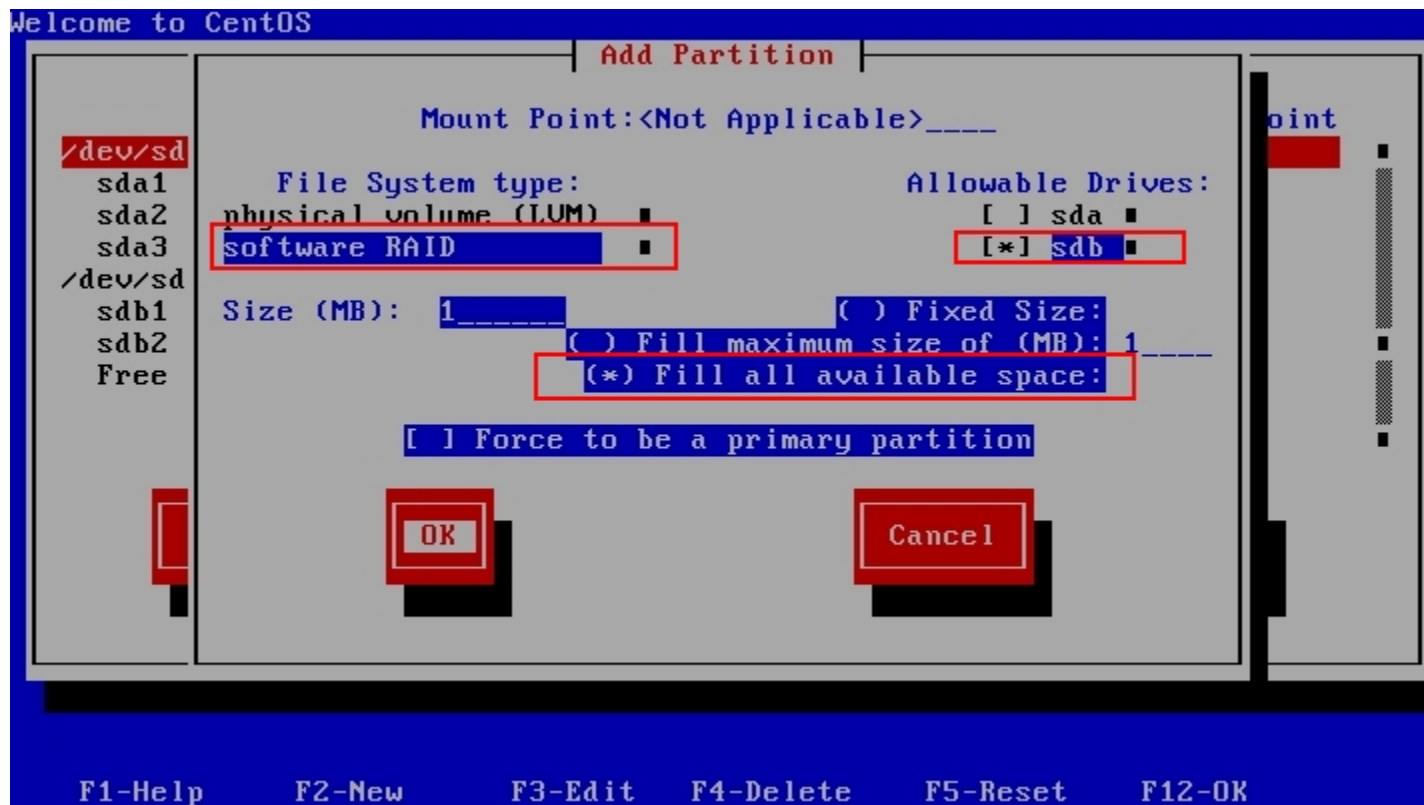 Welcome to CentOS
Add Partition
Mount Point:<Not Applicable>____
oint
/dev/sd
sda1
File System type:
Allowable Drives:
sda2
physical volume (LVM)
[ ] sda
sda3
software RAID
[*] sdb
/dev/sd
sdb1
Size (MB): 1______
( ) Fixed Size:
sdb2
( ) Fill maximum size of (MB): 1____
Free
(*) Fill all available space:
[ ] Force to be a primary partition
OK
Cancel
F1-Help F2-New F3-Edit F4-Delete F5-Reset F12-OK